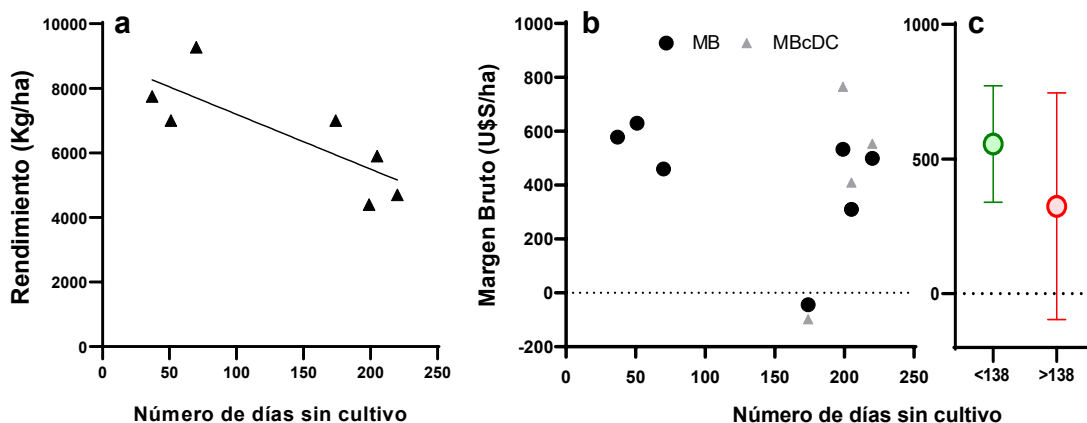 a
Rendimiento (Kg/ha)
10000
8000
6000
4000
2000
0
0 50 100 150 200 250
Número de días sin cultivo
b
MB MBcDC
Margen Bruto (U$S/ha)
1000
800
600
400
200
0
-200
0 50 100 150 200 250
Número de días sin cultivo
c
1000
500
0
<138 >138